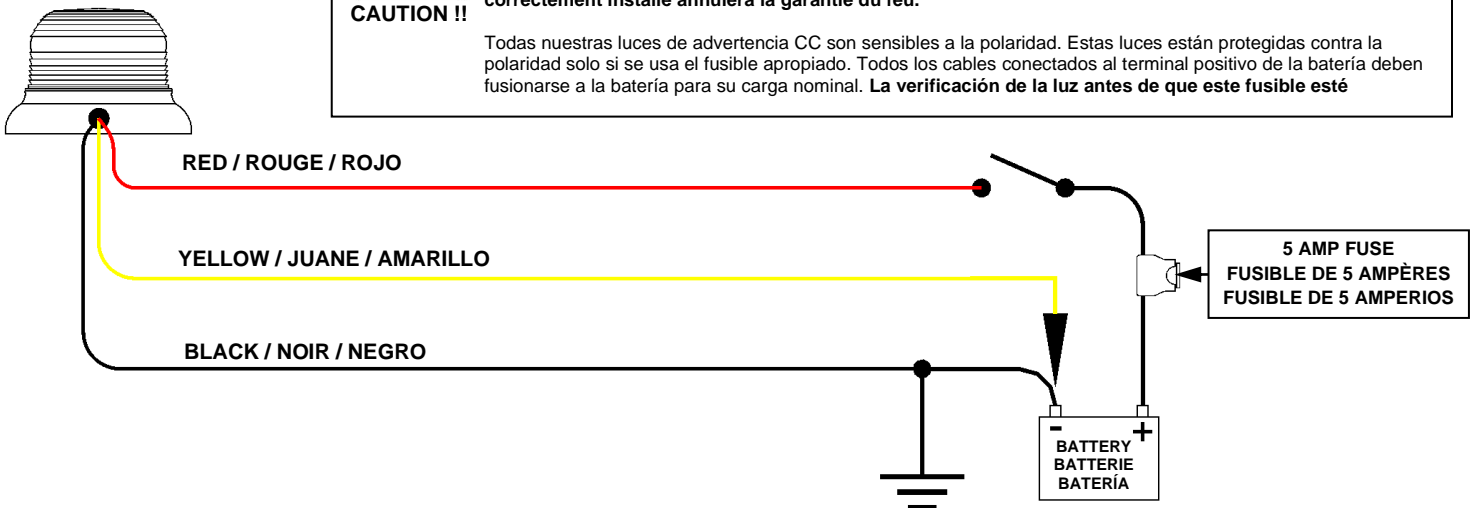 correctement installé annulera la garantie du feu.
CAUTION !!
Todas nuestras luces de advertencia CC son sensibles a la polaridad. Estas luces están protegidas contra la
polaridad solo si se usa el fusible apropiado. Todos los cables conectados al terminal positivo de la batería deben
fusionarse a la batería para su carga nominal. La verificación de la luz antes de que este fusible esté
RED / ROUGE / ROJO
YELLOW / JUANE / AMARILLO
5 AMP FUSE
FUSIBLE DE 5 AMPÈRES
FUSIBLE DE 5 AMPERIOS
BLACK / NOIR / NEGRO
- +
BATTERY
BATTERIE
BATERÍA